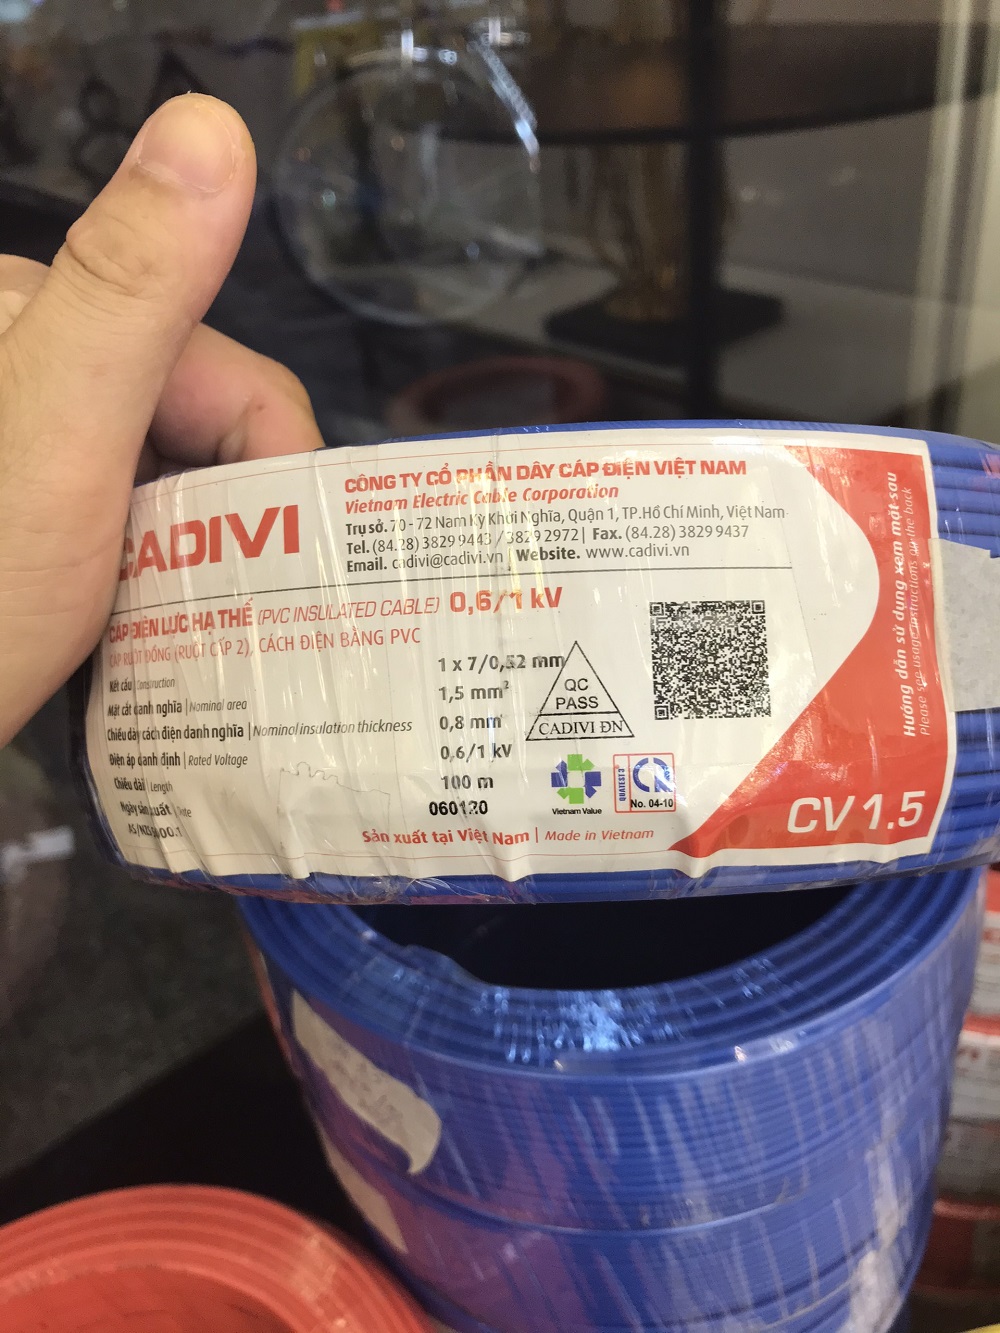 CADIVI
CÔNG TY CỔ PHẦN DÂY CÁP ĐIỆN VIỆT NAM
Vietnam Electric Cable Corporation
Trụ sở. 70 - 72 Nam Kỳ Khởi Nghĩa, Quận 1, TP.Hồ Chí Minh, Việt Nam
Tel. (84.28) 3829 9443 / 3829 2972 | Fax. (84.28) 3829 9437
Email. cadivi@cadivi.vn | Website. www.cadivi.vn
CÁP ĐIỆN LỰC HẠ THẾ (PVC INSULATED CABLE) 0,6/1 kV
CÁP RUỘT ĐỒNG (RUỘT CẤP 2), CÁCH ĐIỆN BẰNG PVC
Kết cấu | Construction 1 x 7/0,52 mm
Mặt cắt danh nghĩa | Nominal area 1,5 mm²
Chiều dày cách điện danh nghĩa | Nominal insulation thickness 0,8 mm
Điện áp danh định | Rated Voltage 0,6/1 kV
Chiều dài | Length 100 m
Ngày sản xuất | Date 060120
AS/NZS 5000.1
Sản xuất tại Việt Nam | Made in Vietnam
QC
PASS
CADIVI ĐN
Vietnam Value
QUATEST 3
CR
No. 04-10
CV 1.5
Hướng dẫn sử dụng xem mặt sau
Please see usage instructions on the back